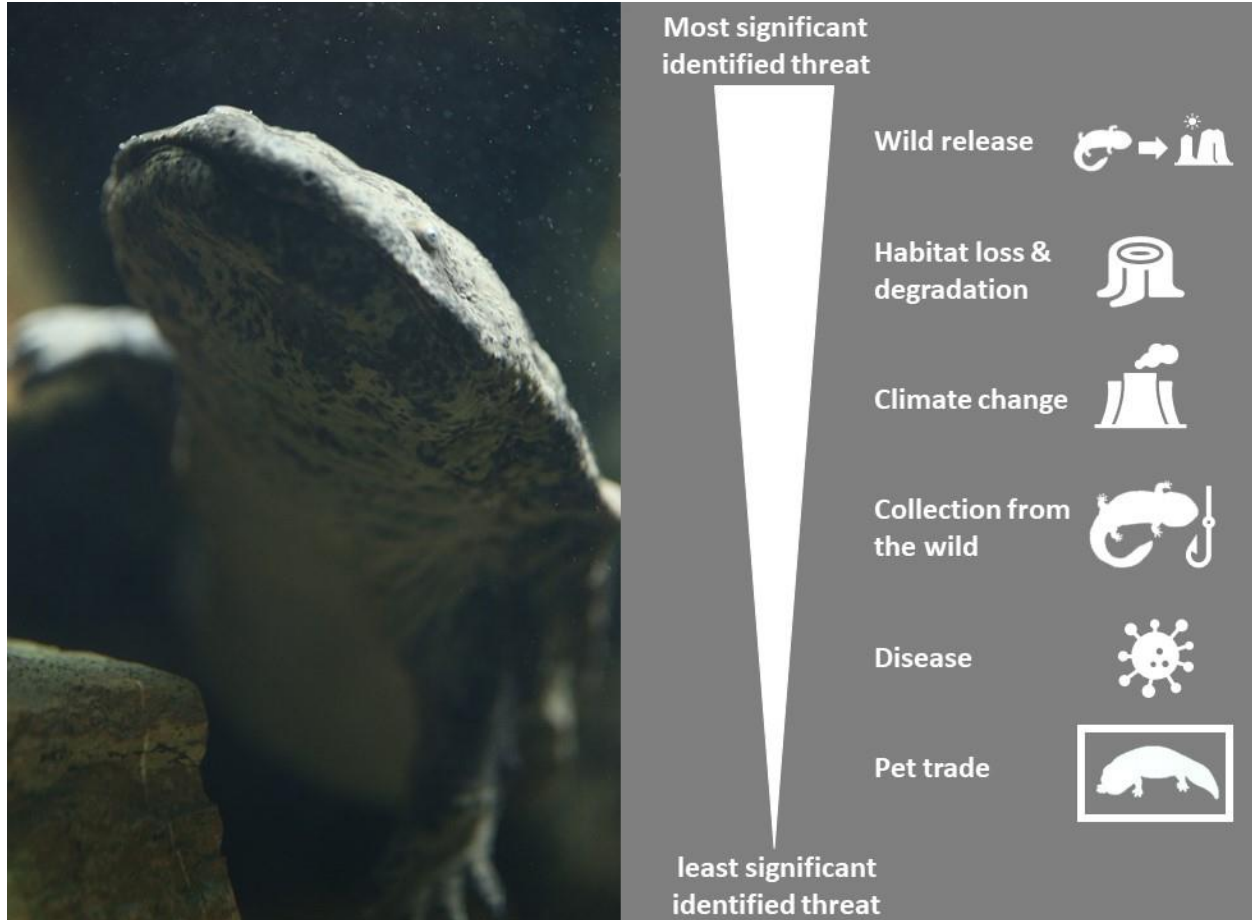 Most significant
identified threat
Wild release
Habitat loss &
degradation
Climate change
Collection from
the wild
Disease
Pet trade
least significant
identified threat